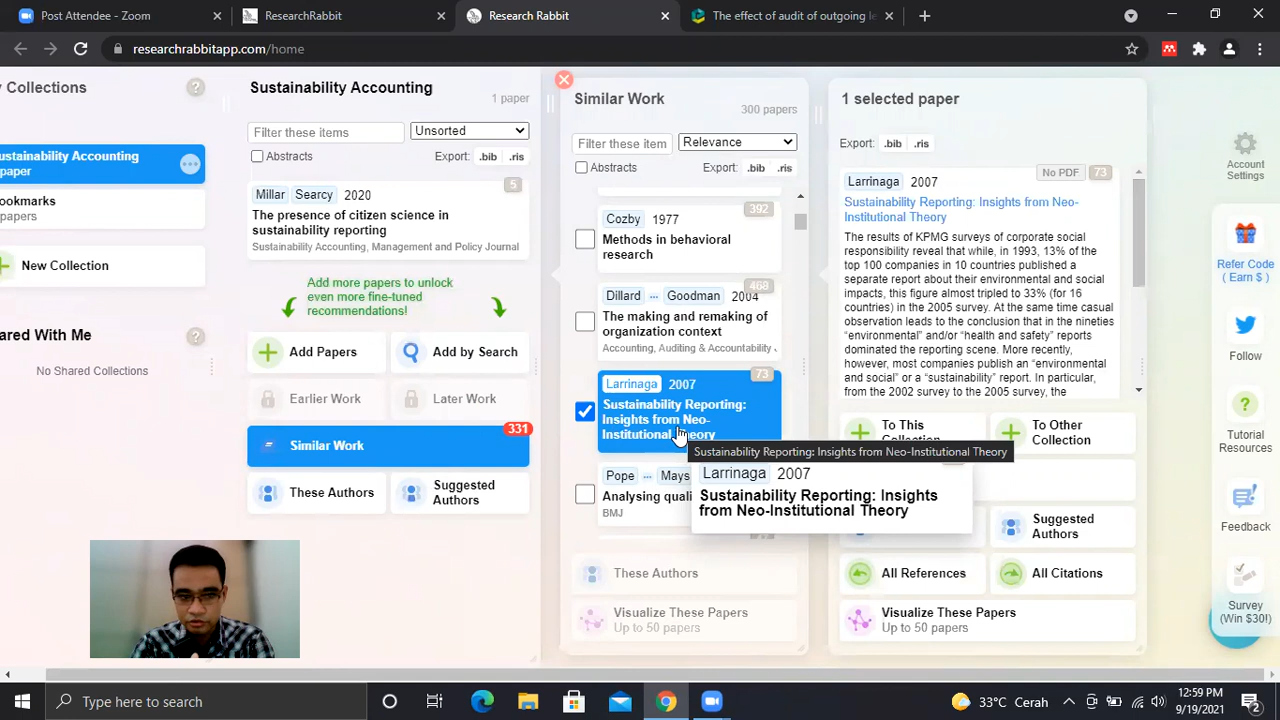 Post Attendee - Zoom
ResearchRabbit
Research Rabbit
The effect of audit of outgoing le
researchrabbitapp.com/home
Collections
ustainability Accounting
paper
ookmarks
papers
New Collection
ared With Me
No Shared Collections
Sustainability Accounting
1 paper
Filter these items
Unsorted
Abstracts
Export: .bib .ris
Millar Searcy 2020
5
The presence of citizen science in
sustainability reporting
Sustainability Accounting, Management and Policy Journal
Add more papers to unlock
even more fine-tuned
recommendations!
Add Papers
Add by Search
Earlier Work
Later Work
Similar Work
331
These Authors
Suggested
Authors
Similar Work
300 papers
Filter these item
Relevance
Abstracts
Export: .bib .ris
392
Cozby 1977
Methods in behavioral
research
468
Dillard ... Goodman 2004
The making and remaking of
organization context
Accounting, Auditing & Accountability
73
Larrinaga 2007
Sustainability Reporting:
Insights from Neo-
Institutional Theory
Pope ... Mays
Analysing quali
BMJ
Sustainability Reporting: Insights from Neo-Institutional Theory
Larrinaga 2007
Sustainability Reporting: Insights
from Neo-Institutional Theory
These Authors
Visualize These Papers
Up to 50 papers
1 selected paper
Export: .bib .ris
No PDF 73
Larrinaga 2007
Sustainability Reporting: Insights from Neo-
Institutional Theory
The results of KPMG surveys of corporate social
responsibility reveal that while, in 1993, 13% of the
top 100 companies in 10 countries published a
separate report about their environmental and social
impacts, this figure almost tripled to 33% (for 16
countries) in the 2005 survey. At the same time casual
observation leads to the conclusion that in the nineties
“environmental” and/or “health and safety” reports
dominated the reporting scene. More recently,
however, most companies publish an “environmental
and social” or a “sustainability” report. In particular,
from the 2002 survey to the 2005 survey, the
To This
Collection
To Other
Collection
Suggested
Authors
All References
All Citations
Visualize These Papers
Up to 50 papers
Account
Settings
Refer Code
( Earn $ )
Follow
Tutorial
Resources
Feedback
Survey
(Win $30!)
Type here to search
33°C Cerah
12:59 PM
9/19/2021
2